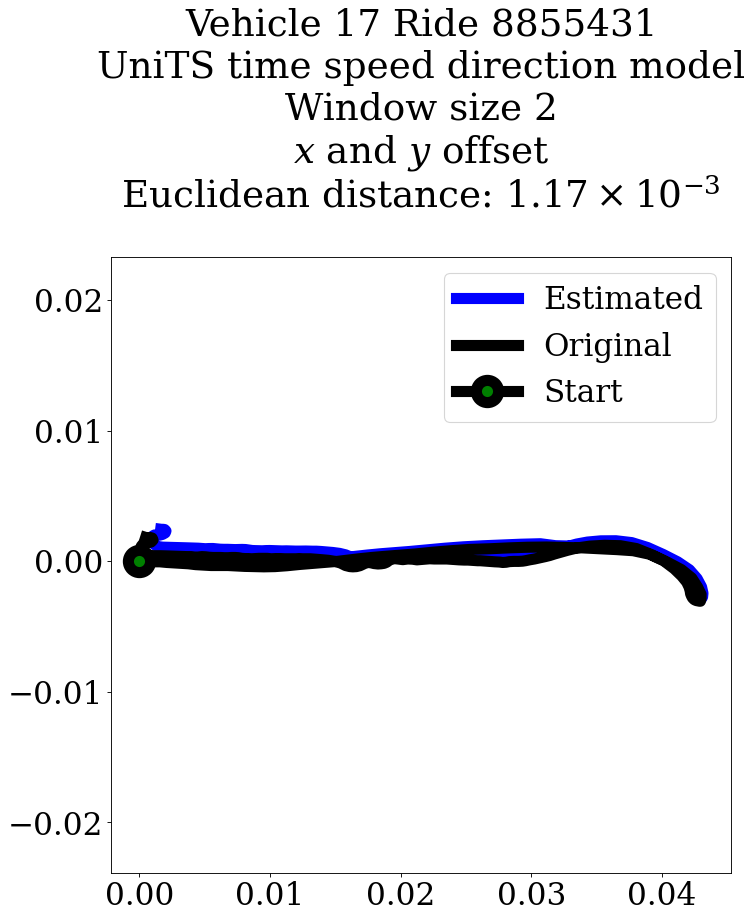 Vehicle 17 Ride 8855431
UniTS time speed direction model
Window size 2
x and y offset
Euclidean distance: 1.17 × 10⁻³
Estimated
Original
Start
0.02
0.01
0.00
−0.01
−0.02
0.00 0.01 0.02 0.03 0.04